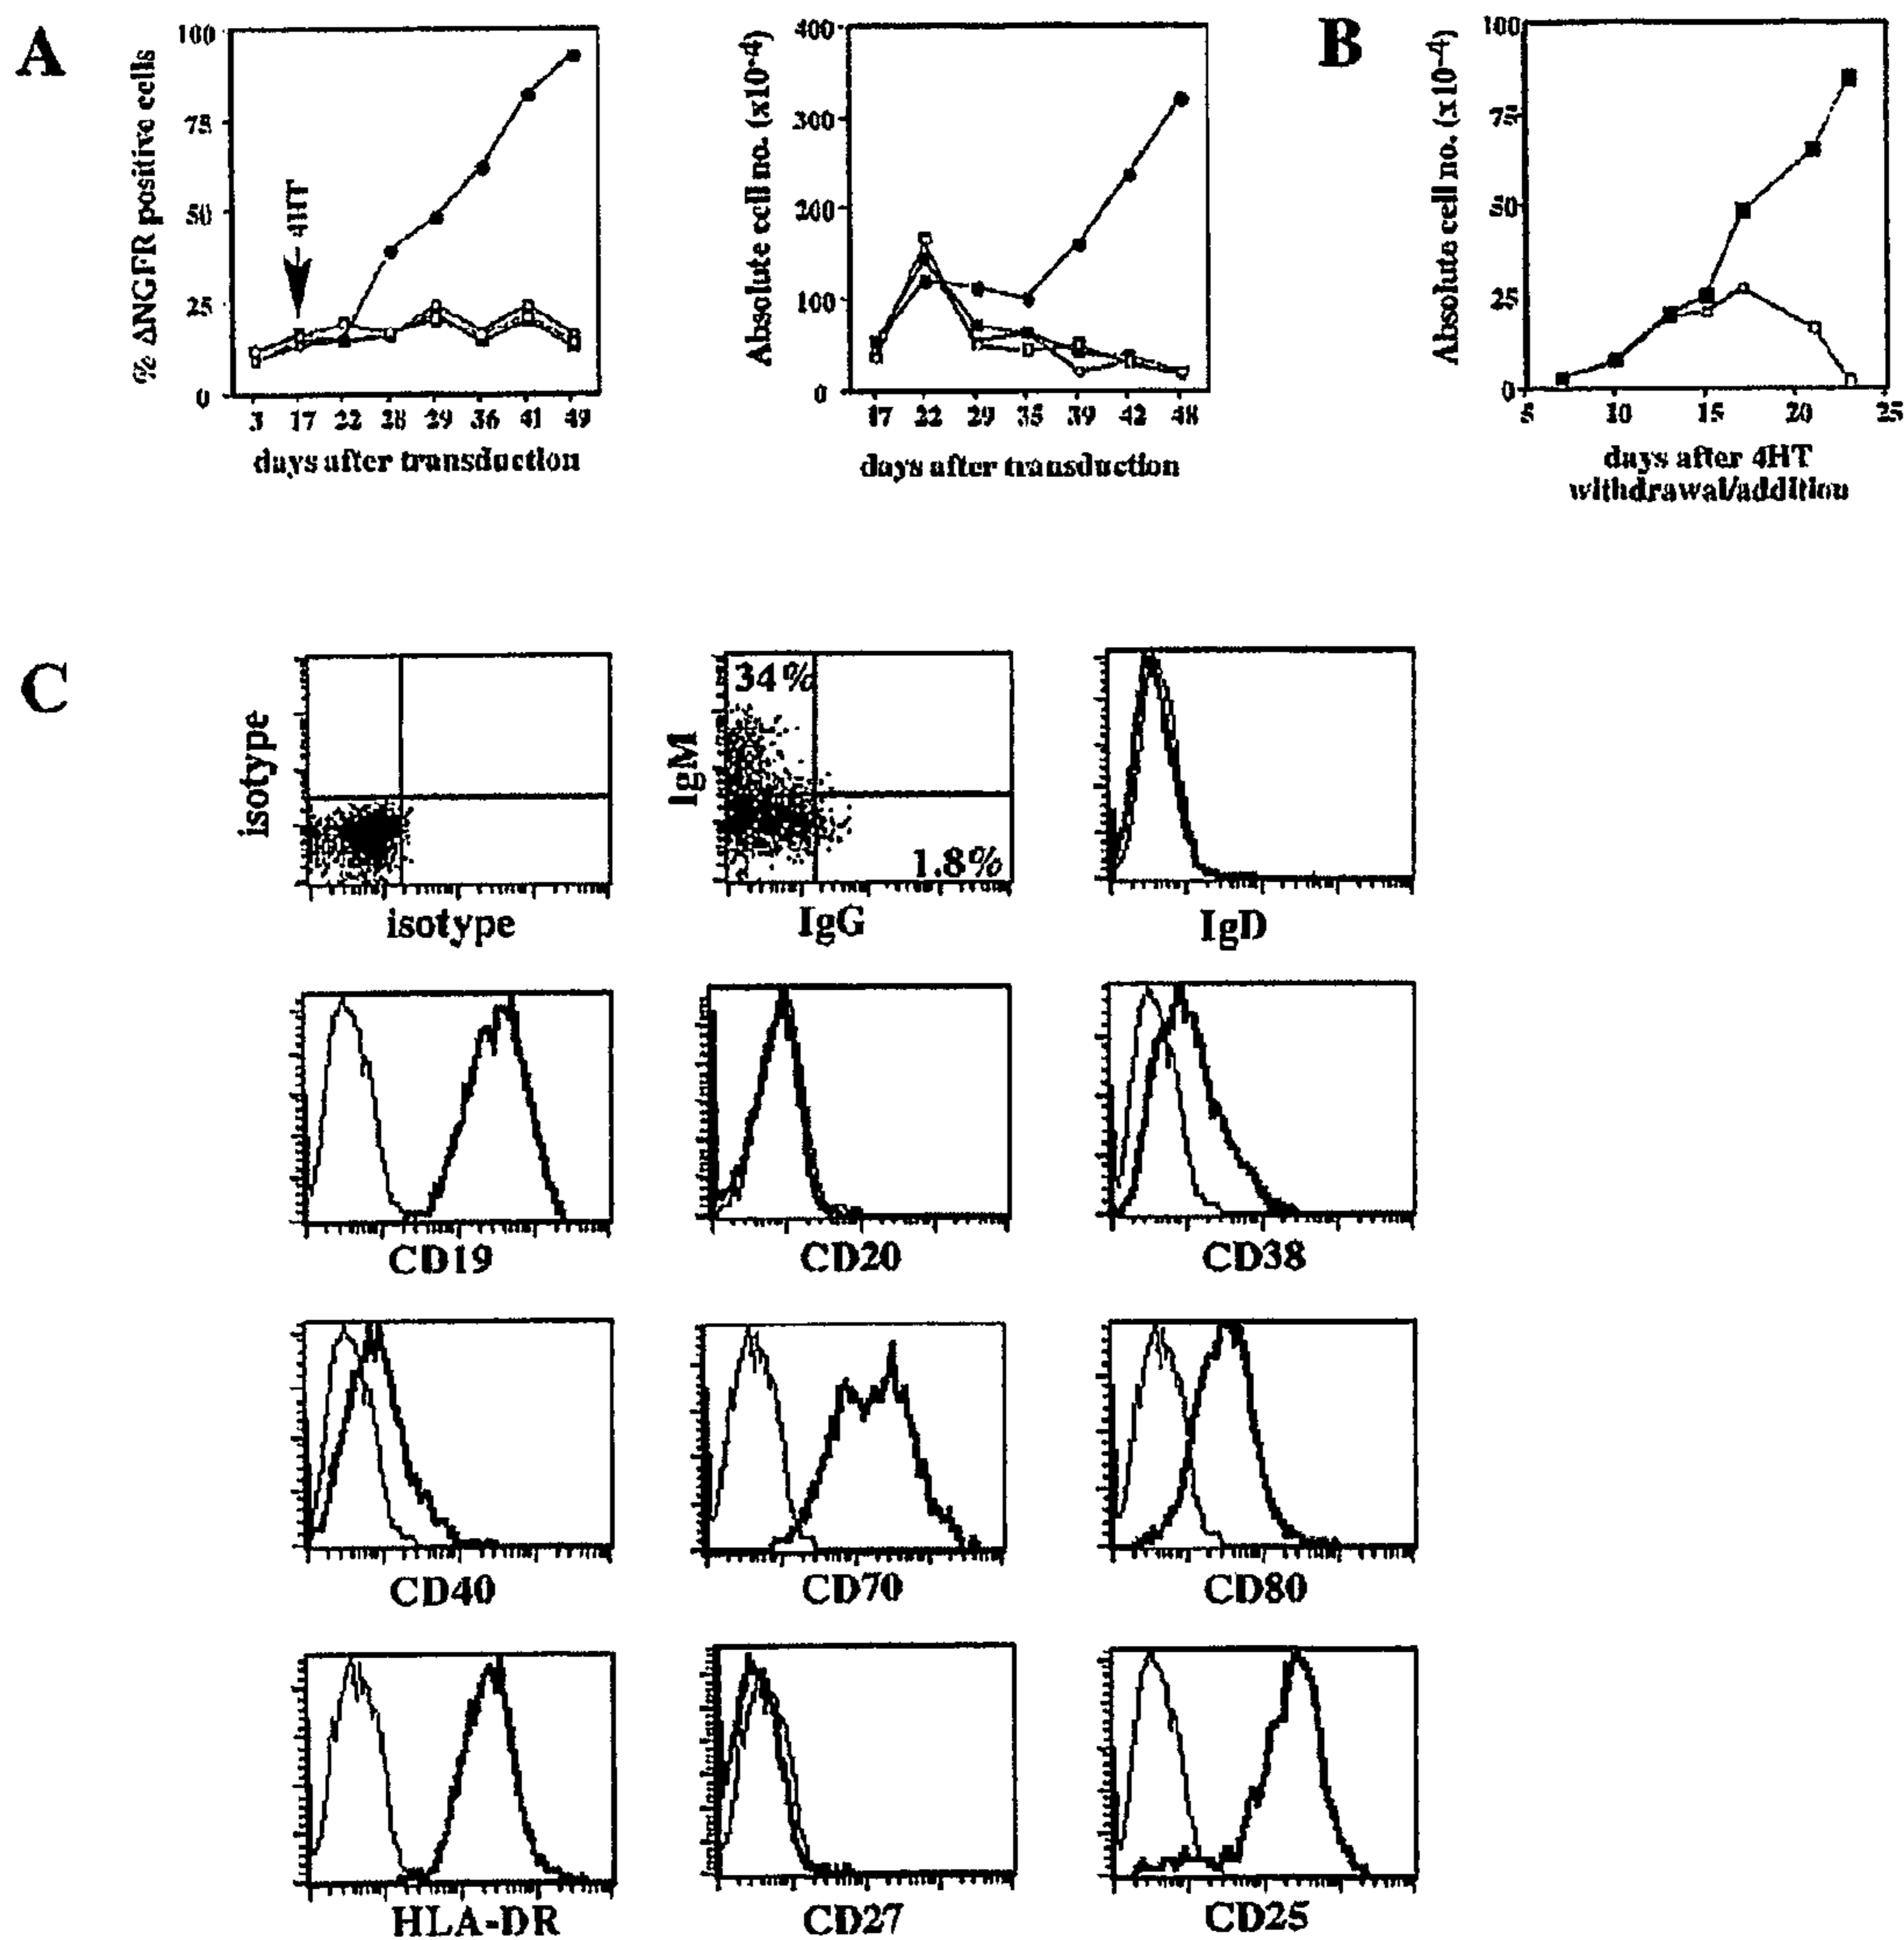 A
% ΔNGFR positive cells
100
75
50
25
0
4HT
3 17 22 28 29 36 41 49
days after transduction
Absolute cell no. (x10-4)
400
300
200
100
0
17 22 29 35 39 42 48
days after transduction
B
Absolute cell no. (x10-4)
100
75
50
25
0
5 10 15 20 25
days after 4HT
withdrawal/addition
C
isotype
isotype
34%
1.8%
IgM
IgG
IgD
CD19
CD20
CD38
CD40
CD70
CD80
HLA-DR
CD27
CD25